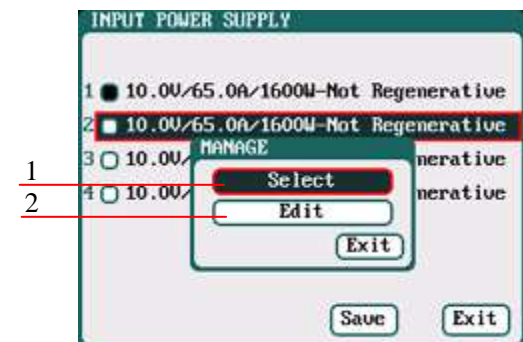 INPUT POWER SUPPLY
1 10.0V/65.0A/1600W-Not Regenerative
2 10.0V/65.0A/1600W-Not Regenerative
MANAGE
3 10.0V/ nerative
1 Select
4 10.0V/ nerative
2 Edit
Exit
Save Exit